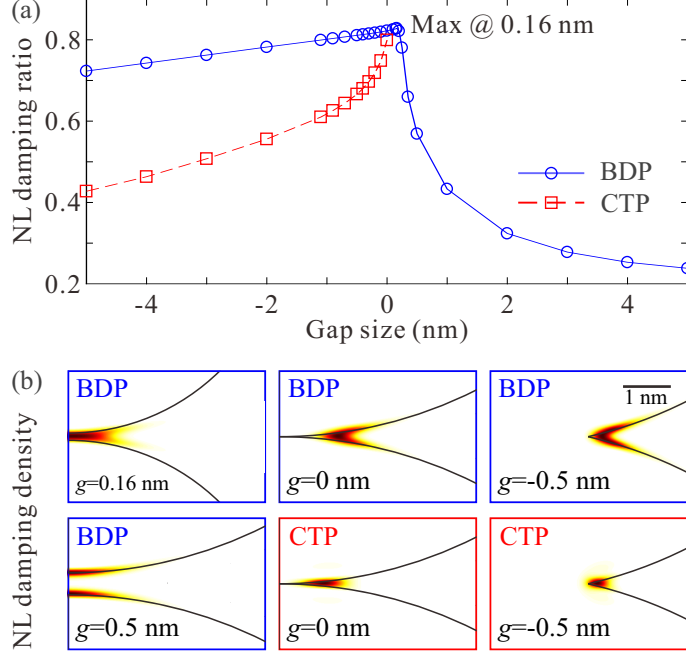 (a)
Max @ 0.16 nm
NL damping ratio
0.8
0.6
0.4
0.2
BDP
CTP
-4 -2 0 2 4
Gap size (nm)
(b)
NL damping density
BDP BDP BDP
1 nm
g=0.16 nm g=0 nm g=-0.5 nm
BDP CTP CTP
g=0.5 nm g=0 nm g=-0.5 nm